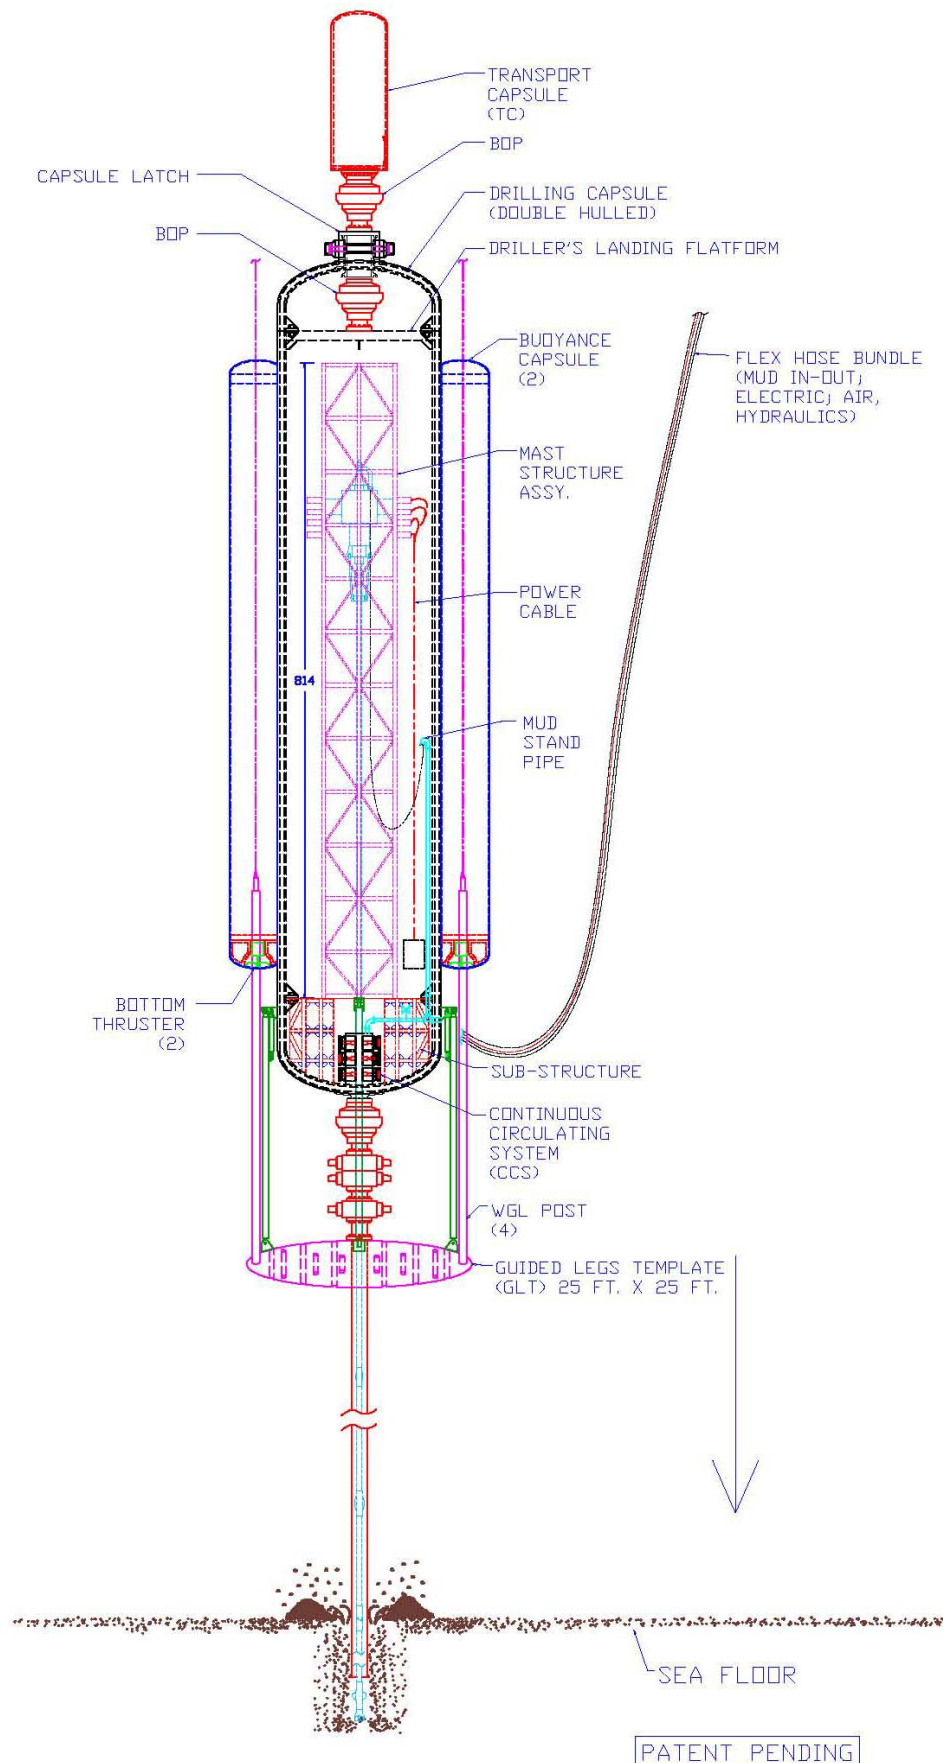 TRANSPORT
CAPSULE
(TC)
BOP
CAPSULE LATCH
DRILLING CAPSULE
(DOUBLE HULLED)
BOP
DRILLER'S LANDING FLATFORM
BUOYANCE
CAPSULE
(2)
FLEX HOSE BUNDLE
(MUD IN-OUT;
ELECTRIC; AIR,
HYDRAULICS)
MAST
STRUCTURE
ASSY.
POWER
CABLE
814
MUD
STAND
PIPE
BOTTOM
THRUSTER
(2)
SUB-STRUCTURE
CONTINUOUS
CIRCULATING
SYSTEM
(CCS)
WGL POST
(4)
GUIDED LEGS TEMPLATE
(GLT) 25 FT. X 25 FT.
SEA FLOOR
PATENT PENDING